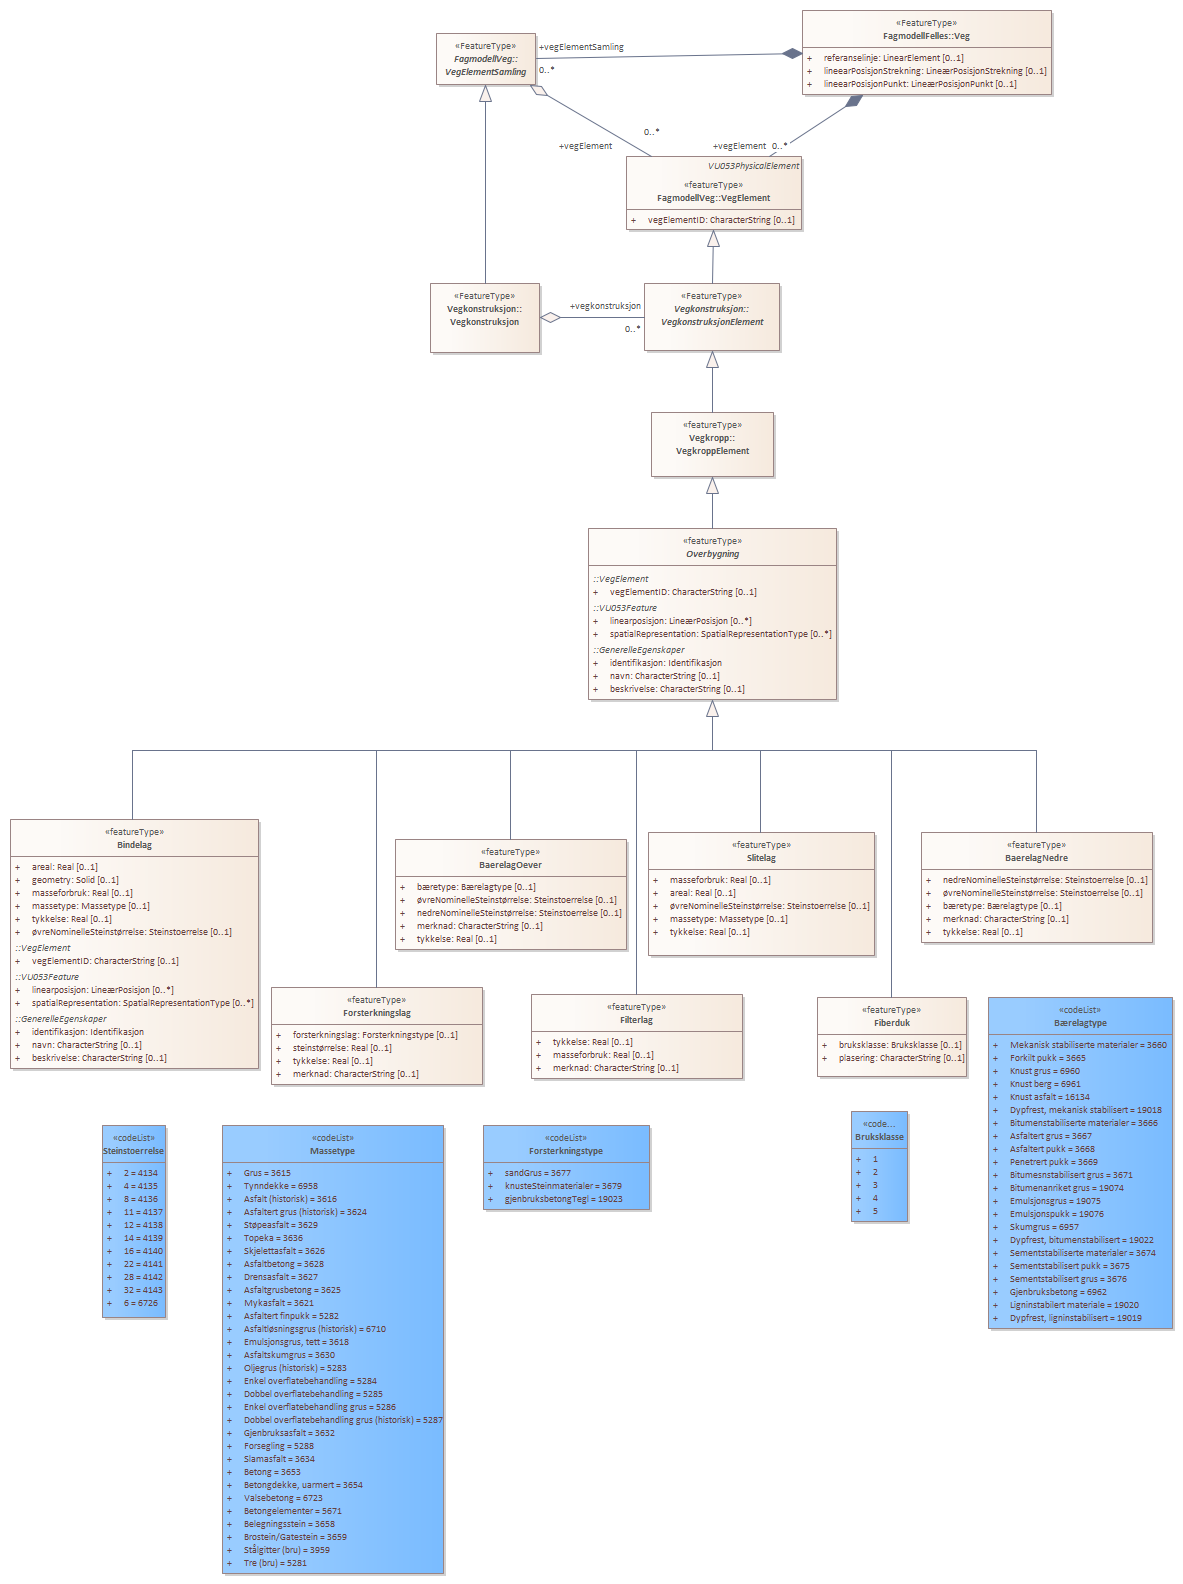 «FeatureType»
FagmodellFelles::Veg
+ referanselinje: LinearElement [0..1]
+ lineearPosisjonStrekning: LineærPosisjonStrekning [0..1]
+ lineearPosisjonPunkt: LineærPosisjonPunkt [0..1]
«FeatureType»
FagmodellVeg::
VegElementSamling
+vegElementSamling
0..*
0..*
+vegElement
+vegElement 0..*
VU053PhysicalElement
«featureType»
FagmodellVeg::VegElement
+ vegElementID: CharacterString [0..1]
«FeatureType»
Vegkonstruksjon::
Vegkonstruksjon
+vegkonstruksjon
0..*
«FeatureType»
Vegkonstruksjon::
VegkonstruksjonElement
«featureType»
Vegkropp::
VegkroppElement
«featureType»
Overbygning
::VegElement
+ vegElementID: CharacterString [0..1]
::VU053Feature
+ linearposisjon: LineærPosisjon [0..*]
+ spatialRepresentation: SpatialRepresentationType [0..*]
::GenerelleEgenskaper
+ identifikasjon: Identifikasjon
+ navn: CharacterString [0..1]
+ beskrivelse: CharacterString [0..1]
«featureType»
Bindelag
+ areal: Real [0..1]
+ geometry: Solid [0..1]
+ masseforbruk: Real [0..1]
+ massetype: Massetype [0..1]
+ tykkelse: Real [0..1]
+ øvreNominelleSteinstørrelse: Steinstoerrelse [0..1]
::VegElement
+ vegElementID: CharacterString [0..1]
::VU053Feature
+ linearposisjon: LineærPosisjon [0..*]
+ spatialRepresentation: SpatialRepresentationType [0..*]
::GenerelleEgenskaper
+ identifikasjon: Identifikasjon
+ navn: CharacterString [0..1]
+ beskrivelse: CharacterString [0..1]
«featureType»
BaerelagOever
+ bæretype: Bærelagtype [0..1]
+ øvreNominelleSteinstørrelse: Steinstoerrelse [0..1]
+ nedreNominelleSteinstørrelse: Steinstoerrelse [0..1]
+ merknad: CharacterString [0..1]
+ tykkelse: Real [0..1]
«featureType»
Slitelag
+ masseforbruk: Real [0..1]
+ areal: Real [0..1]
+ øvreNominelleSteinstørrelse: Steinstoerrelse [0..1]
+ massetype: Massetype [0..1]
+ tykkelse: Real [0..1]
«featureType»
BaerelagNedre
+ nedreNominelleSteinstørrelse: Steinstoerrelse [0..1]
+ øvreNominelleSteinstørrelse: Steinstoerrelse [0..1]
+ bæretype: Bærelagtype [0..1]
+ merknad: CharacterString [0..1]
+ tykkelse: Real [0..1]
«featureType»
Forsterkningslag
+ forsterkningslag: Forsterkningstype [0..1]
+ steinstørrelse: Real [0..1]
+ tykkelse: Real [0..1]
+ merknad: CharacterString [0..1]
«featureType»
Filterlag
+ tykkelse: Real [0..1]
+ masseforbruk: Real [0..1]
+ merknad: CharacterString [0..1]
«featureType»
Fiberduk
+ bruksklasse: Bruksklasse [0..1]
+ plasering: CharacterString [0..1]
«codeList»
Bærelagtype
+ Mekanisk stabiliserte materialer = 3660
+ Forkilt pukk = 3665
+ Knust grus = 6960
+ Knust berg = 6961
+ Knust asfalt = 16134
+ Dypfrest, mekanisk stabilisert = 19018
+ Bitumenstabiliserte materialer = 3666
+ Asfaltert grus = 3667
+ Asfaltert pukk = 3668
+ Penetrert pukk = 3669
+ Bitumesnstabilisert grus = 3671
+ Bitumenanriket grus = 19074
+ Emulsjonsgrus = 19075
+ Emulsjonspukk = 19076
+ Skumgrus = 6957
+ Dypfrest, bitumenstabilisert = 19022
+ Sementstabiliserte materialer = 3674
+ Sementstabilisert pukk = 3675
+ Sementstabilisert grus = 3676
+ Gjenbruksbetong = 6962
+ Ligninstabilert materiale = 19020
+ Dypfrest, ligninstabilisert = 19019
«codeList»
Steinstoerrelse
+ 2 = 4134
+ 4 = 4135
+ 8 = 4136
+ 11 = 4137
+ 12 = 4138
+ 14 = 4139
+ 16 = 4140
+ 22 = 4141
+ 28 = 4142
+ 32 = 4143
+ 6 = 6726
«codeList»
Massetype
+ Grus = 3615
+ Tynndekke = 6958
+ Asfalt (historisk) = 3616
+ Asfaltert grus (historisk) = 3624
+ Støpeasfalt = 3629
+ Topeka = 3636
+ Skjelettasfalt = 3626
+ Asfaltbetong = 3628
+ Drensasfalt = 3627
+ Asfaltgrusbetong = 3625
+ Mykasfalt = 3621
+ Asfaltert finpukk = 5282
+ Asfaltløsningsgrus (historisk) = 6710
+ Emulsjonsgrus, tett = 3618
+ Asfaltskumgrus = 3630
+ Oljegrus (historisk) = 5283
+ Enkel overflatebehandling = 5284
+ Dobbel overflatebehandling = 5285
+ Enkel overflatebehandling grus = 5286
+ Dobbel overflatebehandling grus (historisk) = 5287
+ Gjenbruksasfalt = 3632
+ Forsegling = 5288
+ Slamasfalt = 3634
+ Betong = 3653
+ Betongdekke, uarmert = 3654
+ Valsebetong = 6723
+ Betongelementer = 5671
+ Belegningsstein = 3658
+ Brostein/Gatestein = 3659
+ Stålgitter (bru) = 3959
+ Tre (bru) = 5281
«codeList»
Forsterkningstype
+ sandGrus = 3677
+ knusteSteinmaterialer = 3679
+ gjenbruksbetongTegl = 19023
«code...
Bruksklasse
+ 1
+ 2
+ 3
+ 4
+ 5